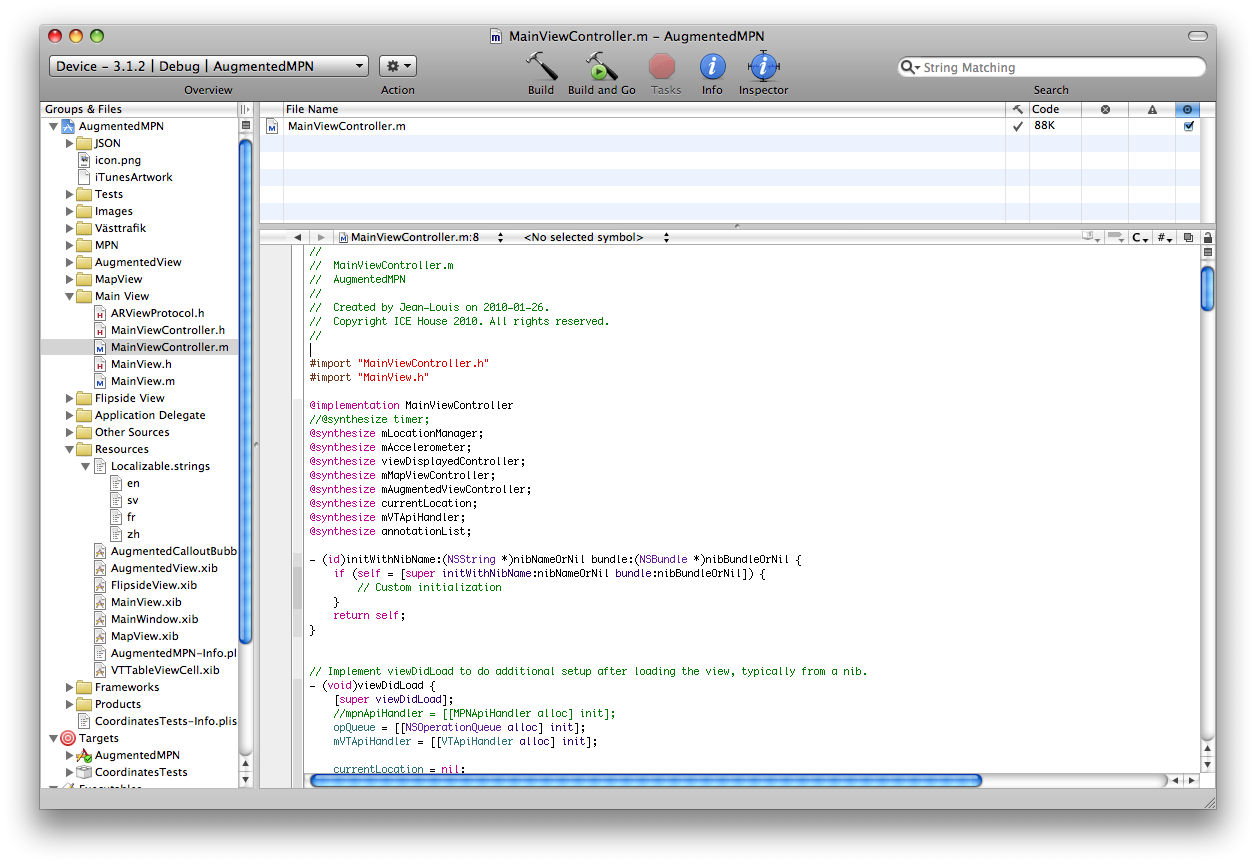 MainViewController.m – AugmentedMPN
Device – 3.1.2 | Debug | AugmentedMPN
String Matching
Overview
Action
Build
Build and Go
Tasks
Info
Inspector
Search
Groups & Files
AugmentedMPN
JSON
icon.png
iTunesArtwork
Tests
Images
Västtrafik
MPN
AugmentedView
MapView
Main View
ARViewProtocol.h
MainViewController.h
MainViewController.m
MainView.h
MainView.m
Flipside View
Application Delegate
Other Sources
Resources
Localizable.strings
en
sv
fr
zh
AugmentedCalloutBubb
AugmentedView.xib
FlipsideView.xib
MainView.xib
MainWindow.xib
MapView.xib
AugmentedMPN-Info.pl
VTTableViewCell.xib
Frameworks
Products
CoordinatesTests-Info.plis
Targets
AugmentedMPN
CoordinatesTests
Executables
File Name
Code
MainViewController.m
88K
MainViewController.m:8
<No selected symbol>
C
#
//
//  MainViewController.m
//  AugmentedMPN
//
//  Created by Jean-Louis on 2010-01-26.
//  Copyright ICE House 2010. All rights reserved.
//
#import "MainViewController.h"
#import "MainView.h"
@implementation MainViewController
//@synthesize timer;
@synthesize mLocationManager;
@synthesize mAccelerometer;
@synthesize viewDisplayedController;
@synthesize mMapViewController;
@synthesize mAugmentedViewController;
@synthesize currentLocation;
@synthesize mVTApiHandler;
@synthesize annotationList;
- (id)initWithNibName:(NSString *)nibNameOrNil bundle:(NSBundle *)nibBundleOrNil {
if (self = [super initWithNibName:nibNameOrNil bundle:nibBundleOrNil]) {
// Custom initialization
}
return self;
}
// Implement viewDidLoad to do additional setup after loading the view, typically from a nib.
- (void)viewDidLoad {
[super viewDidLoad];
//mpnApiHandler = [[MPNApiHandler alloc] init];
opQueue = [[NSOperationQueue alloc] init];
mVTApiHandler = [[VTApiHandler alloc] init];
currentLocation = nil;